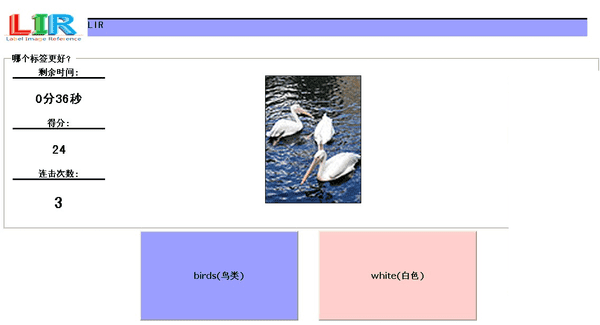 LIR
Label Image Reference
LIR
哪个标签更好?
剩余时间:
0分36秒
得分:
24
连击次数:
3
birds(鸟类)
white(白色)